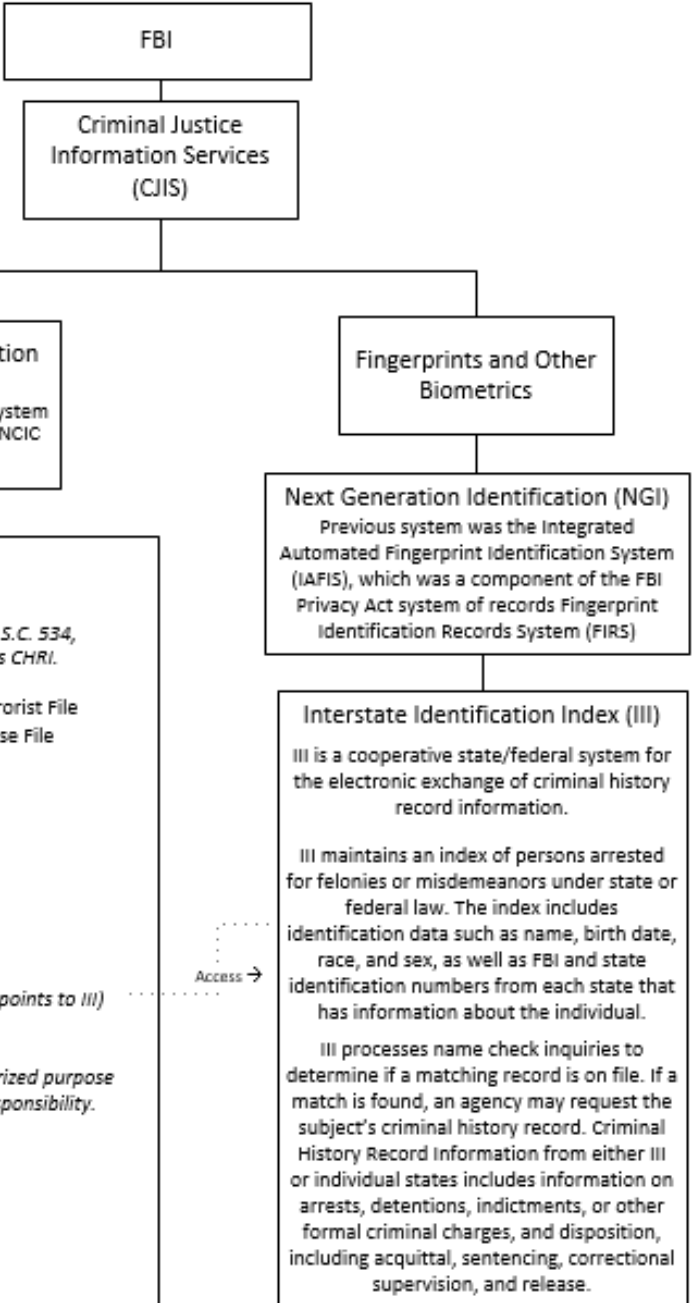 FBI
Criminal Justice
Information Services
(CJIS)
Fingerprints and Other
Biometrics
Next Generation Identification (NGI)
Previous system was the Integrated
Automated Fingerprint Identification System
(IAFIS), which was a component of the FBI
Privacy Act system of records Fingerprint
Identification Records System (FIRS)
NCIC
S.C. 534,
CHRI.
File
File
points to III)
purpose
Access →
Interstate Identification Index (III)
III is a cooperative state/federal system for
the electronic exchange of criminal history
record information.
III maintains an index of persons arrested
for felonies or misdemeanors under state or
federal law. The index includes
identification data such as name, birth date,
race, and sex, as well as FBI and state
identification numbers from each state that
has information about the individual.
III processes name check inquiries to
determine if a matching record is on file. If a
match is found, an agency may request the
subject's criminal history record. Criminal
History Record Information from either III
or individual states includes information on
arrests, detentions, indictments, or other
formal criminal charges, and disposition,
including acquittal, sentencing, correctional
supervision, and release.